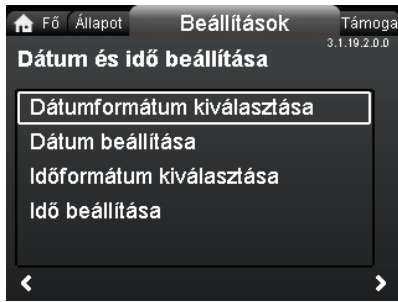 Fő Állapot Beállítások Támoga
3.1.19.2.0.0
Dátum és idő beállítása
Dátumformátum kiválasztása
Dátum beállítása
Időformátum kiválasztása
Idő beállítása